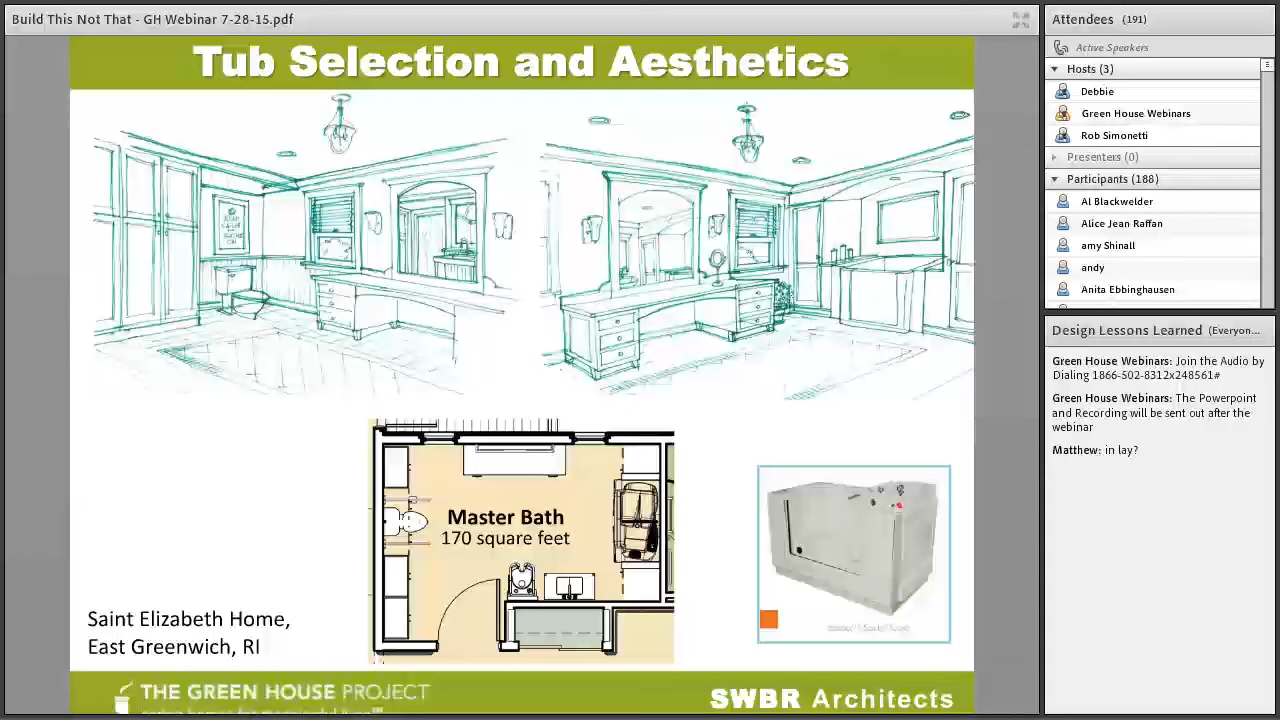 Build This Not That - GH Webinar 7-28-15.pdf
Tub Selection and Aesthetics
Master Bath
170 square feet
Saint Elizabeth Home,
East Greenwich, RI
THE GREEN HOUSE PROJECT
SWBR Architects
Attendees (191)
Active Speakers
Hosts (3)
Debbie
Green House Webinars
Rob Simonetti
Presenters (0)
Participants (188)
Al Blackwelder
Alice Jean Raffan
amy Shinall
andy
Anita Ebbinghausen
Design Lessons Learned (Everyon...
Green House Webinars: Join the Audio by
Dialing 1866-502-8312x248561#
Green House Webinars: The Powerpoint
and Recording will be sent out after the
webinar
Matthew: in lay?